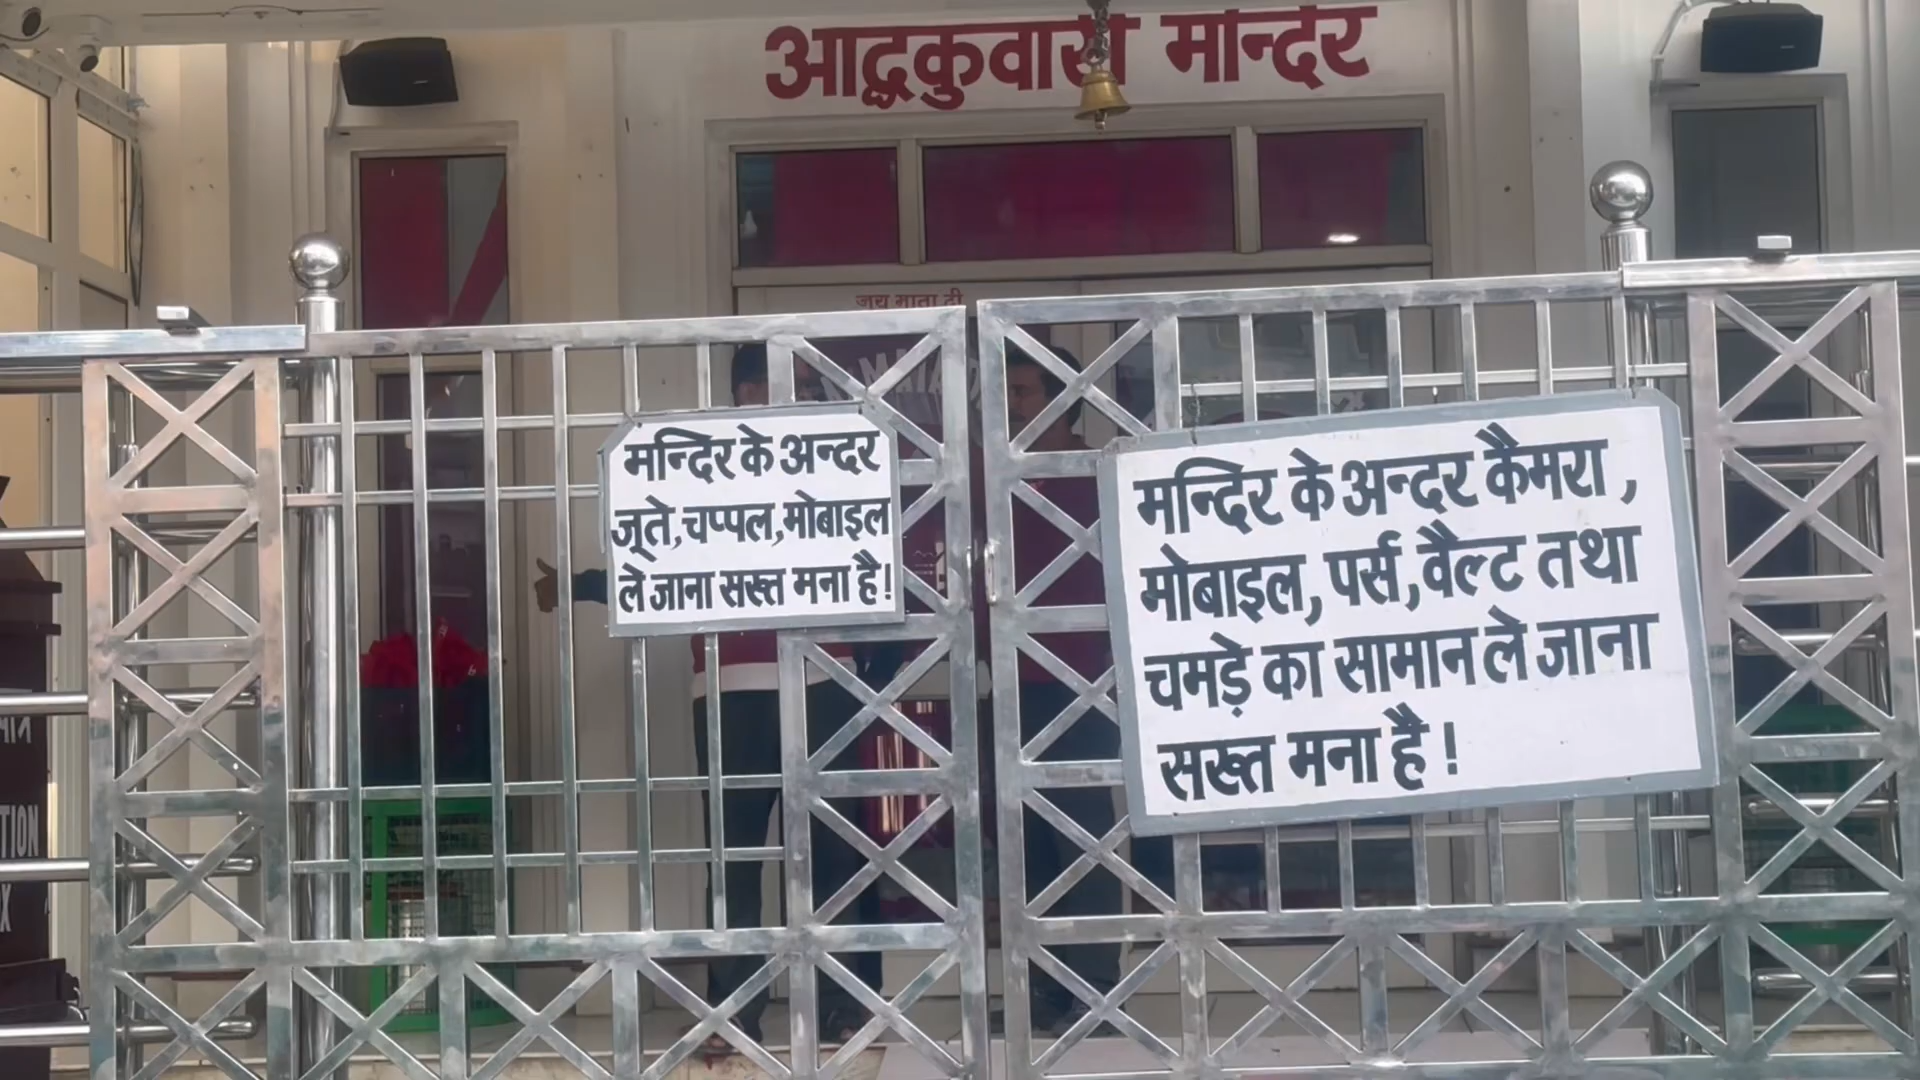 आद्धकुवारी मन्दिर
जय माता दी
मन्दिर के अन्दर
जूते, चप्पल, मोबाइल
ले जाना सख्त मना है!
मन्दिर के अन्दर कैमरा,
मोबाइल, पर्स, वैल्ट तथा
चमड़े का सामान ले जाना
सख्त मना है !